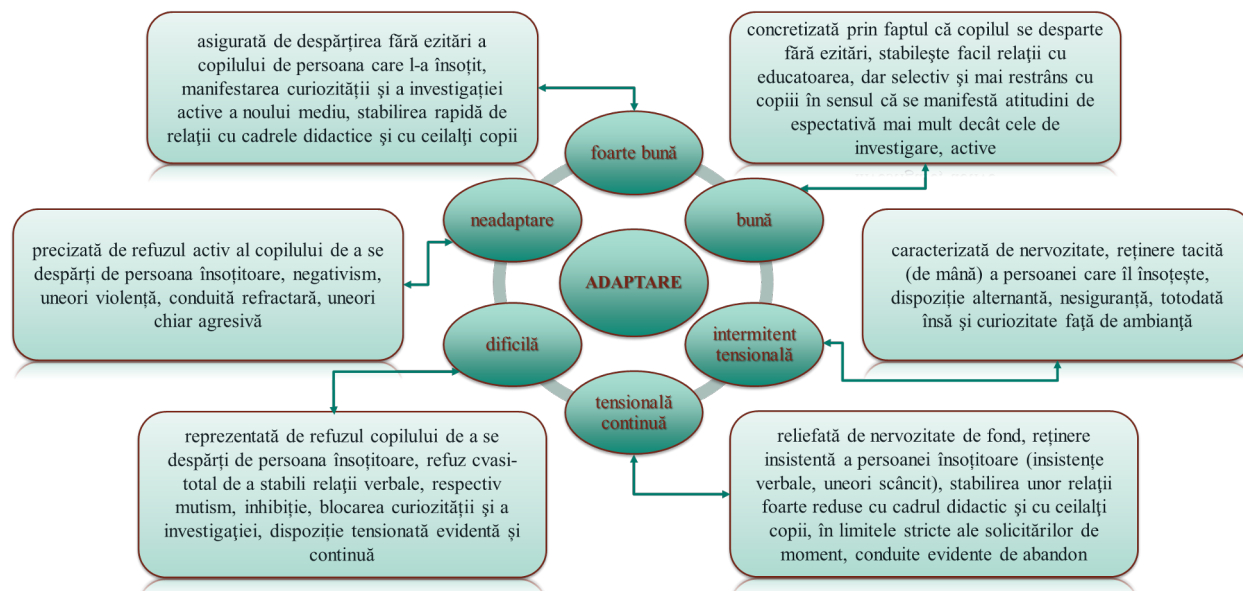 asigurată de despărțirea fără ezitări a
copilului de persoana care l-a însoțit,
manifestarea curiozității şi a investigației
active a noului mediu, stabilirea rapidă de
relații cu cadrele didactice şi cu ceilalți copii
concretizată prin faptul că copilul se desparte
fără ezitări, stabilește facil relații cu
educatoarea, dar selectiv și mai restrâns cu
copiii în sensul că se manifestă atitudini de
espectativă mai mult decât cele de
investigare, active
foarte bună
neadaptare
bună
ADAPTARE
dificilă
intermitent
tensională
tensională
continuă
precizată de refuzul activ al copilului de a se
despărți de persoana însoțitoare, negativism,
uneori violență, conduită refractară, uneori
chiar agresivă
caracterizată de nervozitate, reținere tacită
(de mână) a persoanei care îl însoțește,
dispoziție alternantă, nesiguranță, totodată
însă și curiozitate față de ambianță
reprezentată de refuzul copilului de a se
despărți de persoana însoțitoare, refuz cvasi-
total de a stabili relații verbale, respectiv
mutism, inhibiție, blocarea curiozității şi a
investigației, dispoziție tensionată evidentă și
continuă
reliefată de nervozitate de fond, reținere
insistentă a persoanei însoțitoare (insistențe
verbale, uneori scâncit), stabilirea unor relații
foarte reduse cu cadrul didactic şi cu ceilalți
copii, în limitele stricte ale solicitărilor de
moment, conduite evidente de abandon